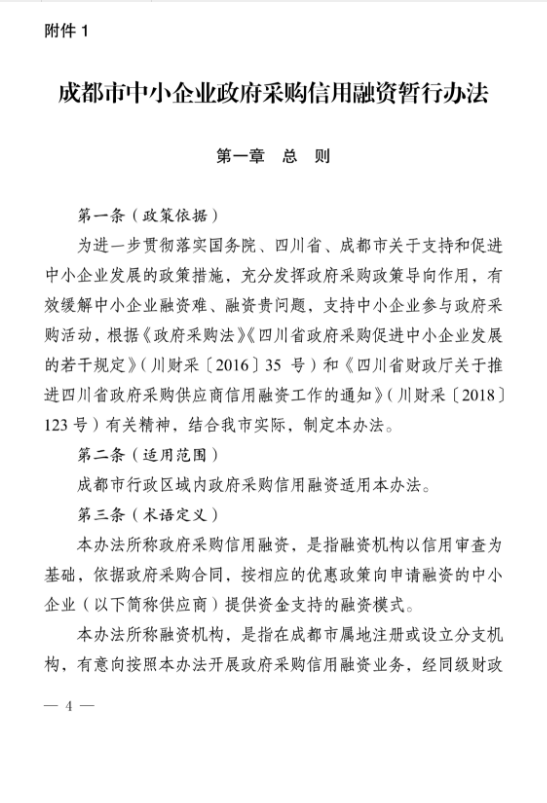 附件 1
成都市中小企业政府采购信用融资暂行办法
第一章 总 则
第一条（政策依据）
为进一步贯彻落实国务院、四川省、成都市关于支持和促进
中小企业发展的政策措施，充分发挥政府采购政策导向作用，有
效缓解中小企业融资难、融资贵问题，支持中小企业参与政府采
购活动，根据《政府采购法》《四川省政府采购促进中小企业发展
的若干规定》（川财采〔2016〕35 号）和《四川省财政厅关于推
进四川省政府采购供应商信用融资工作的通知》（川财采〔2018〕
123 号）有关精神，结合我市实际，制定本办法。
第二条（适用范围）
成都市行政区域内政府采购信用融资适用本办法。
第三条（术语定义）
本办法所称政府采购信用融资，是指融资机构以信用审查为
基础，依据政府采购合同，按相应的优惠政策向申请融资的中小
企业（以下简称供应商）提供资金支持的融资模式。
本办法所称融资机构，是指在成都市属地注册或设立分支机
构，有意向按照本办法开展政府采购信用融资业务，经同级财政
— 4 —